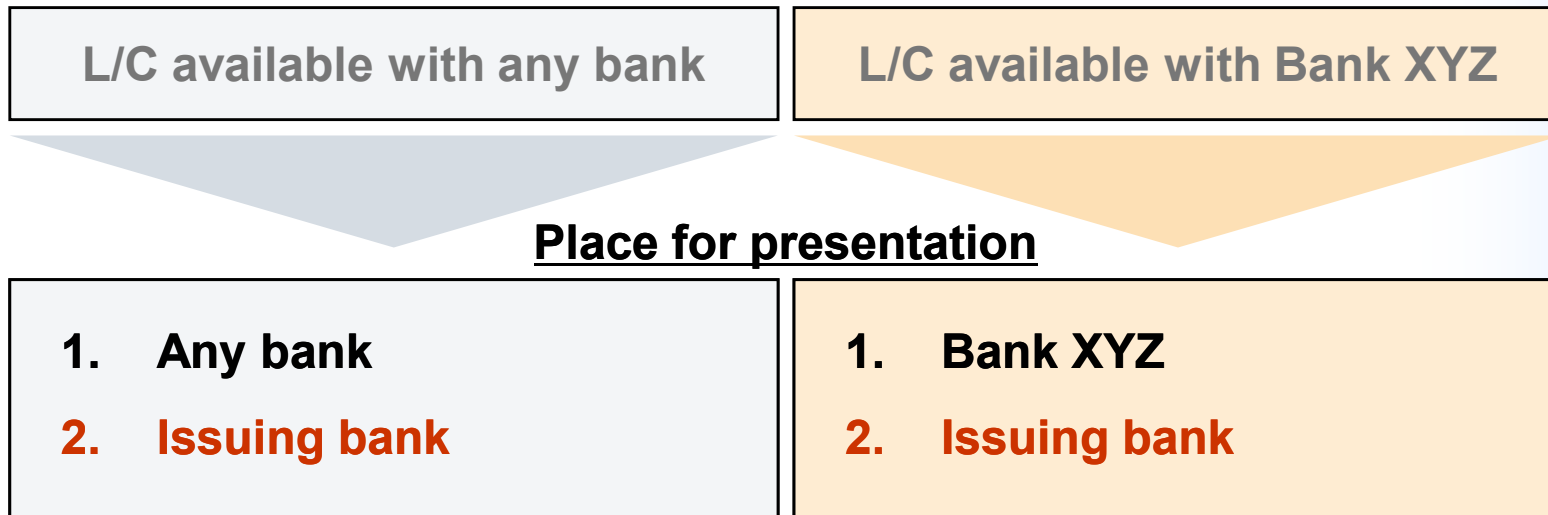 L/C available with any bank
L/C available with Bank XYZ
Place for presentation
1. Any bank
2. Issuing bank
1. Bank XYZ
2. Issuing bank